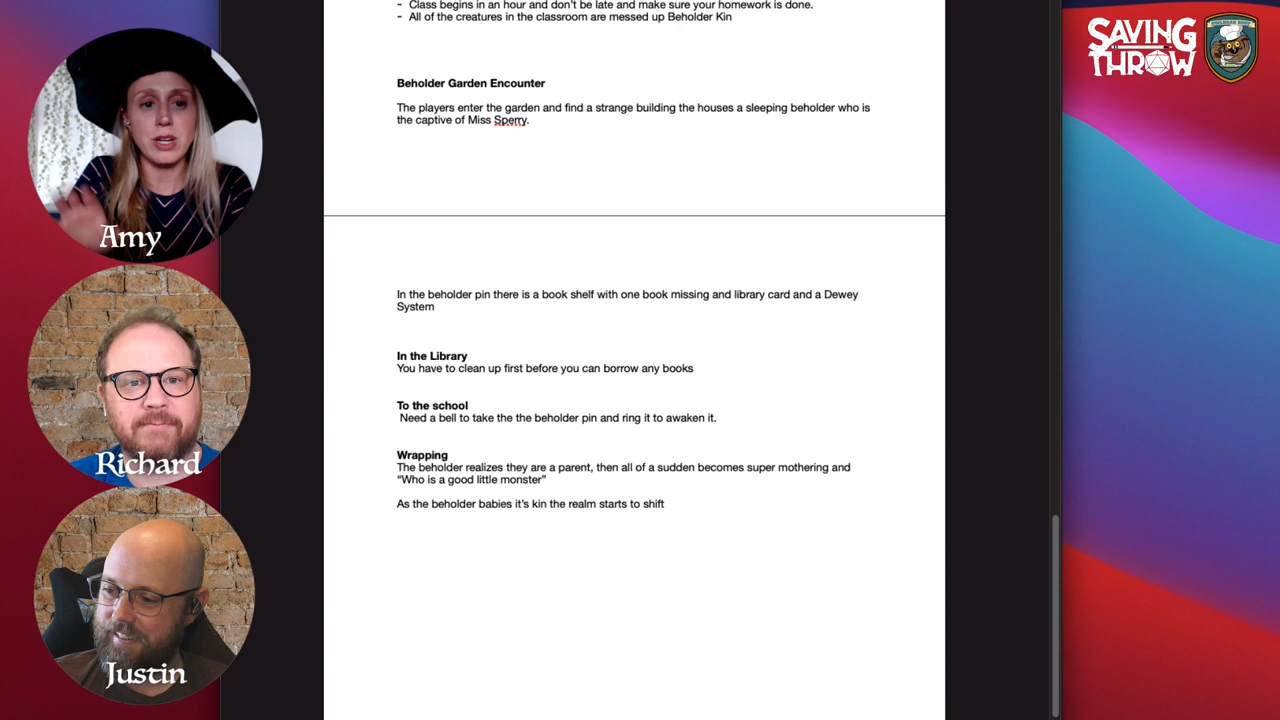 - Class begins in an hour and don't be late and make sure your homework is done.
- All of the creatures in the classroom are messed up Beholder Kin
Beholder Garden Encounter
The players enter the garden and find a strange building the houses a sleeping beholder who is
the captive of Miss Sperry.
In the beholder pin there is a book shelf with one book missing and library card and a Dewey
System
In the Library
You have to clean up first before you can borrow any books
To the school
Need a bell to take the the beholder pin and ring it to awaken it.
Wrapping
The beholder realizes they are a parent, then all of a sudden becomes super mothering and
“Who is a good little monster”
As the beholder babies it's kin the realm starts to shift
Amy
Richard
Justin
SAVING
THROW